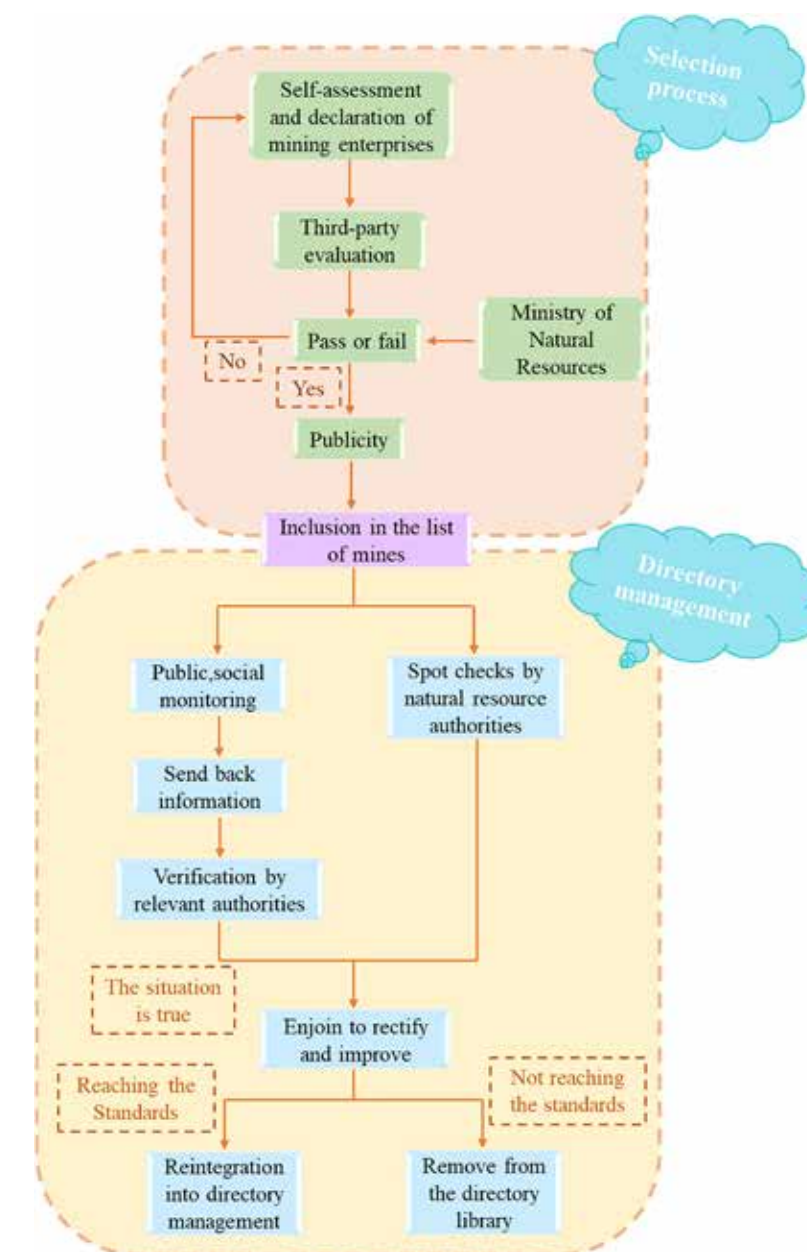 Selection
process
Self-assessment
and declaration of
mining enterprises
Third-party
evaluation
Pass or fail
Ministry of
Natural
Resources
No
Yes
Publicity
Inclusion in the list
of mines
Directory
management
Public,social
monitoring
Spot checks by
natural resource
authorities
Send back
information
Verification by
relevant authorities
The situation
is true
Enjoin to rectify
and improve
Reaching the
Standards
Not reaching
the standards
Reintegration
into directory
management
Remove from
the directory
library